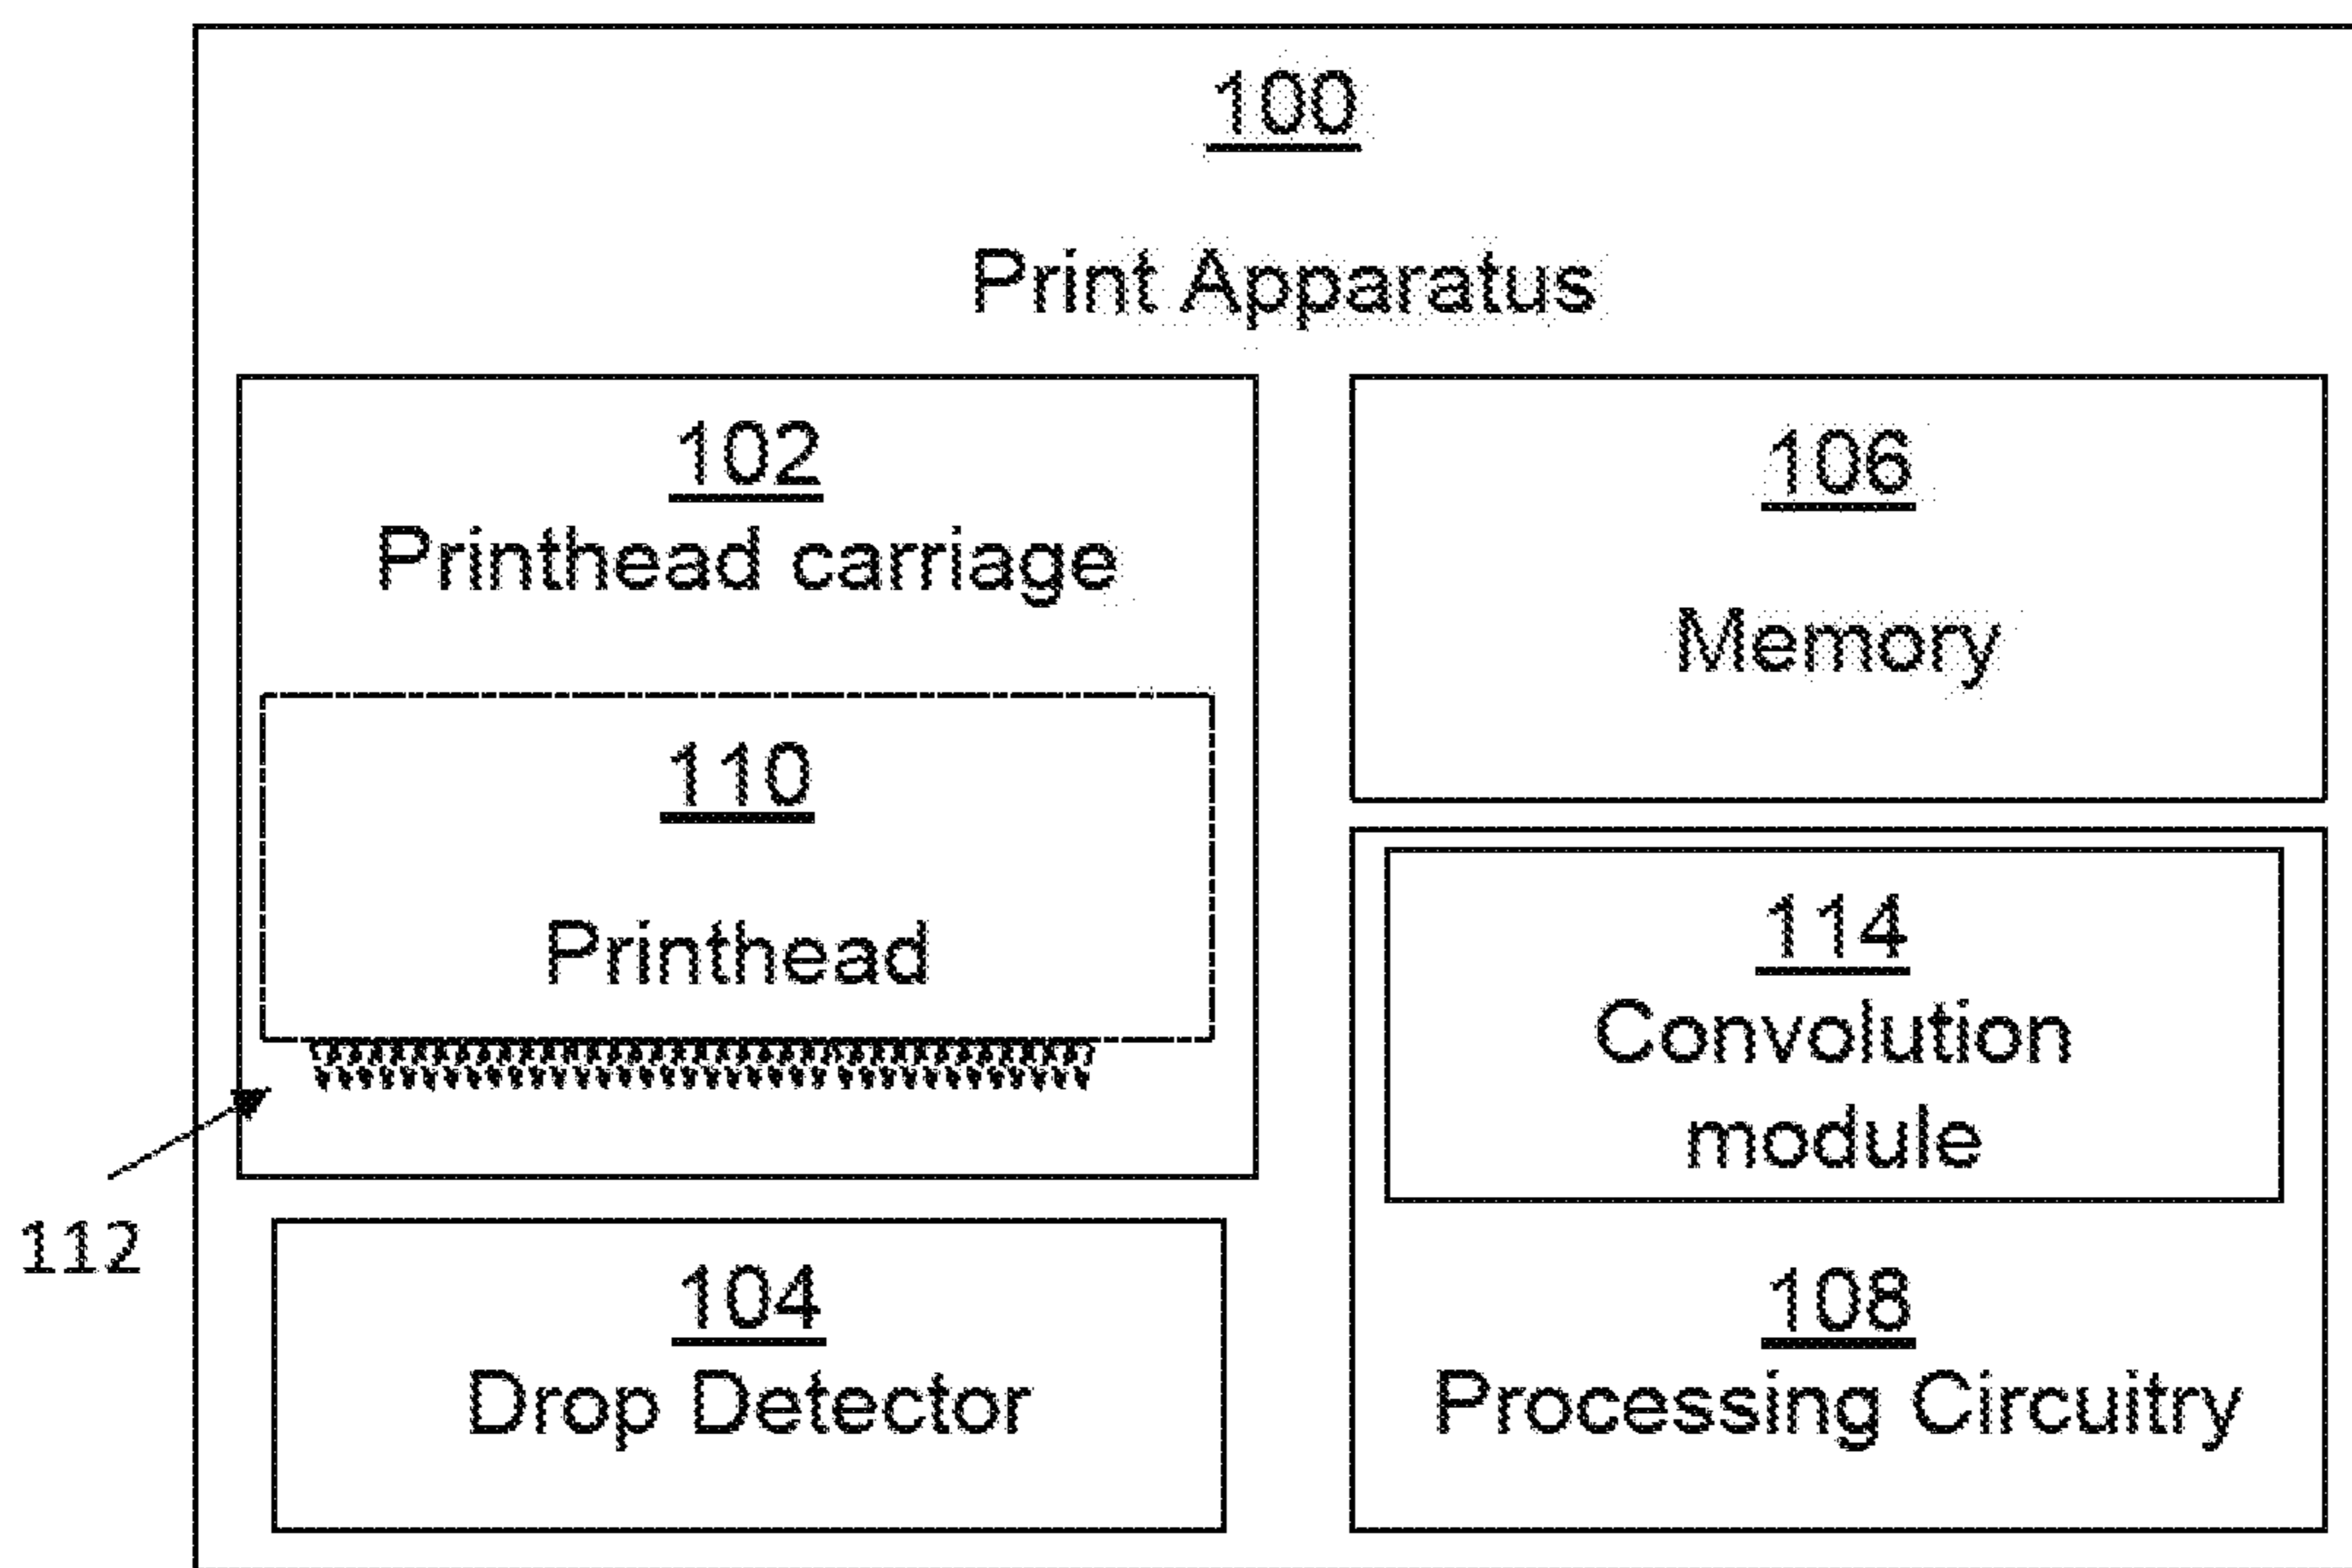 100
Print Apparatus
102
Printhead carriage
110
Printhead
112
104
Drop Detector
106
Memory
114
Convolution
module
108
Processing Circuitry